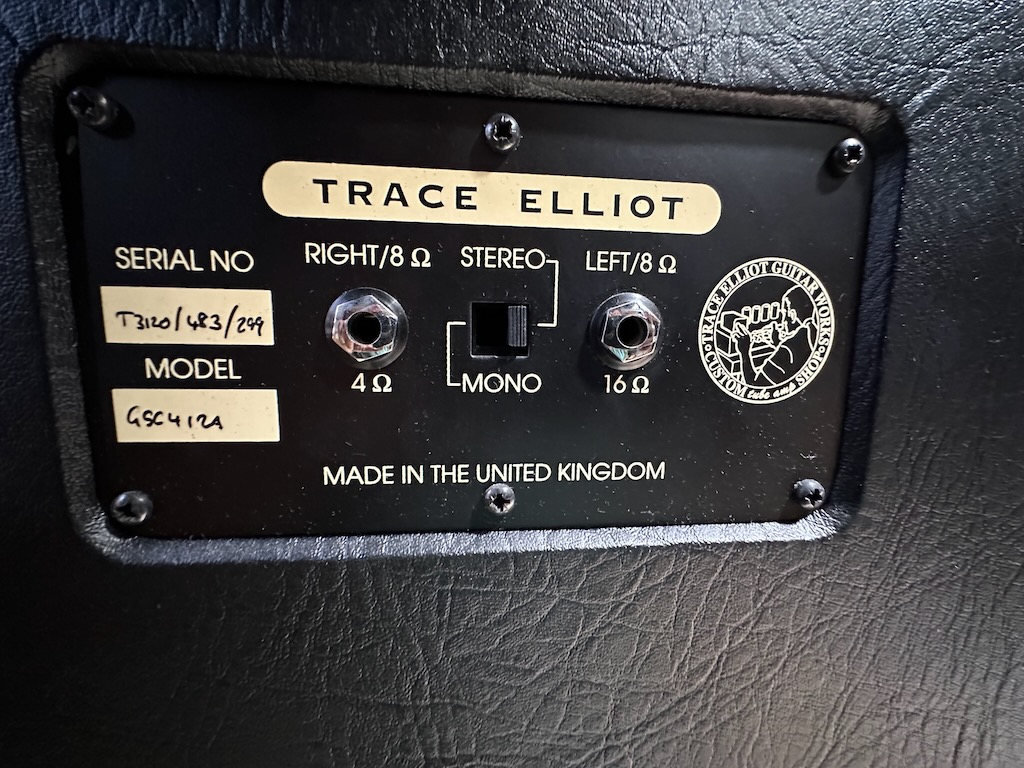 TRACE ELLIOT
SERIAL NO
T3120/483/299
MODEL
GSC412A
RIGHT/8 Ω
STEREO
LEFT/8 Ω
4 Ω
MONO
16 Ω
TRACE ELLIOT GUITAR WORKS
CUSTOM tube amp SHOP
MADE IN THE UNITED KINGDOM